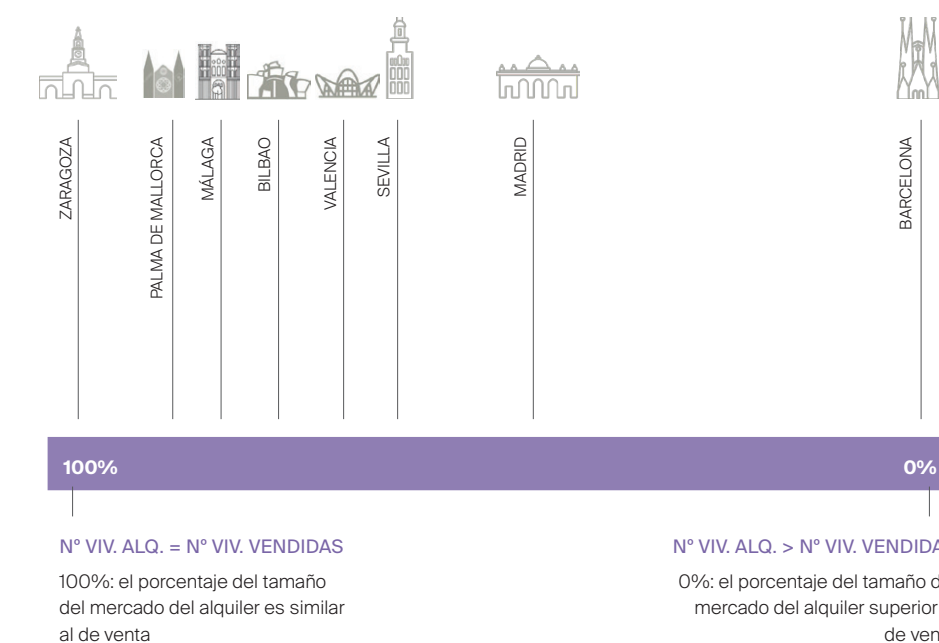 ZARAGOZA
PALMA DE MALLORCA
MÁLAGA
BILBAO
VALENCIA
SEVILLA
MADRID
BARCELONA
100%
0%
Nº VIV. ALQ. = Nº VIV. VENDIDAS
100%: el porcentaje del tamaño
del mercado del alquiler es similar
al de venta
Nº VIV. ALQ. > Nº VIV.
0%: el porcentaje del tamaño
mercado del alquiler superior
de